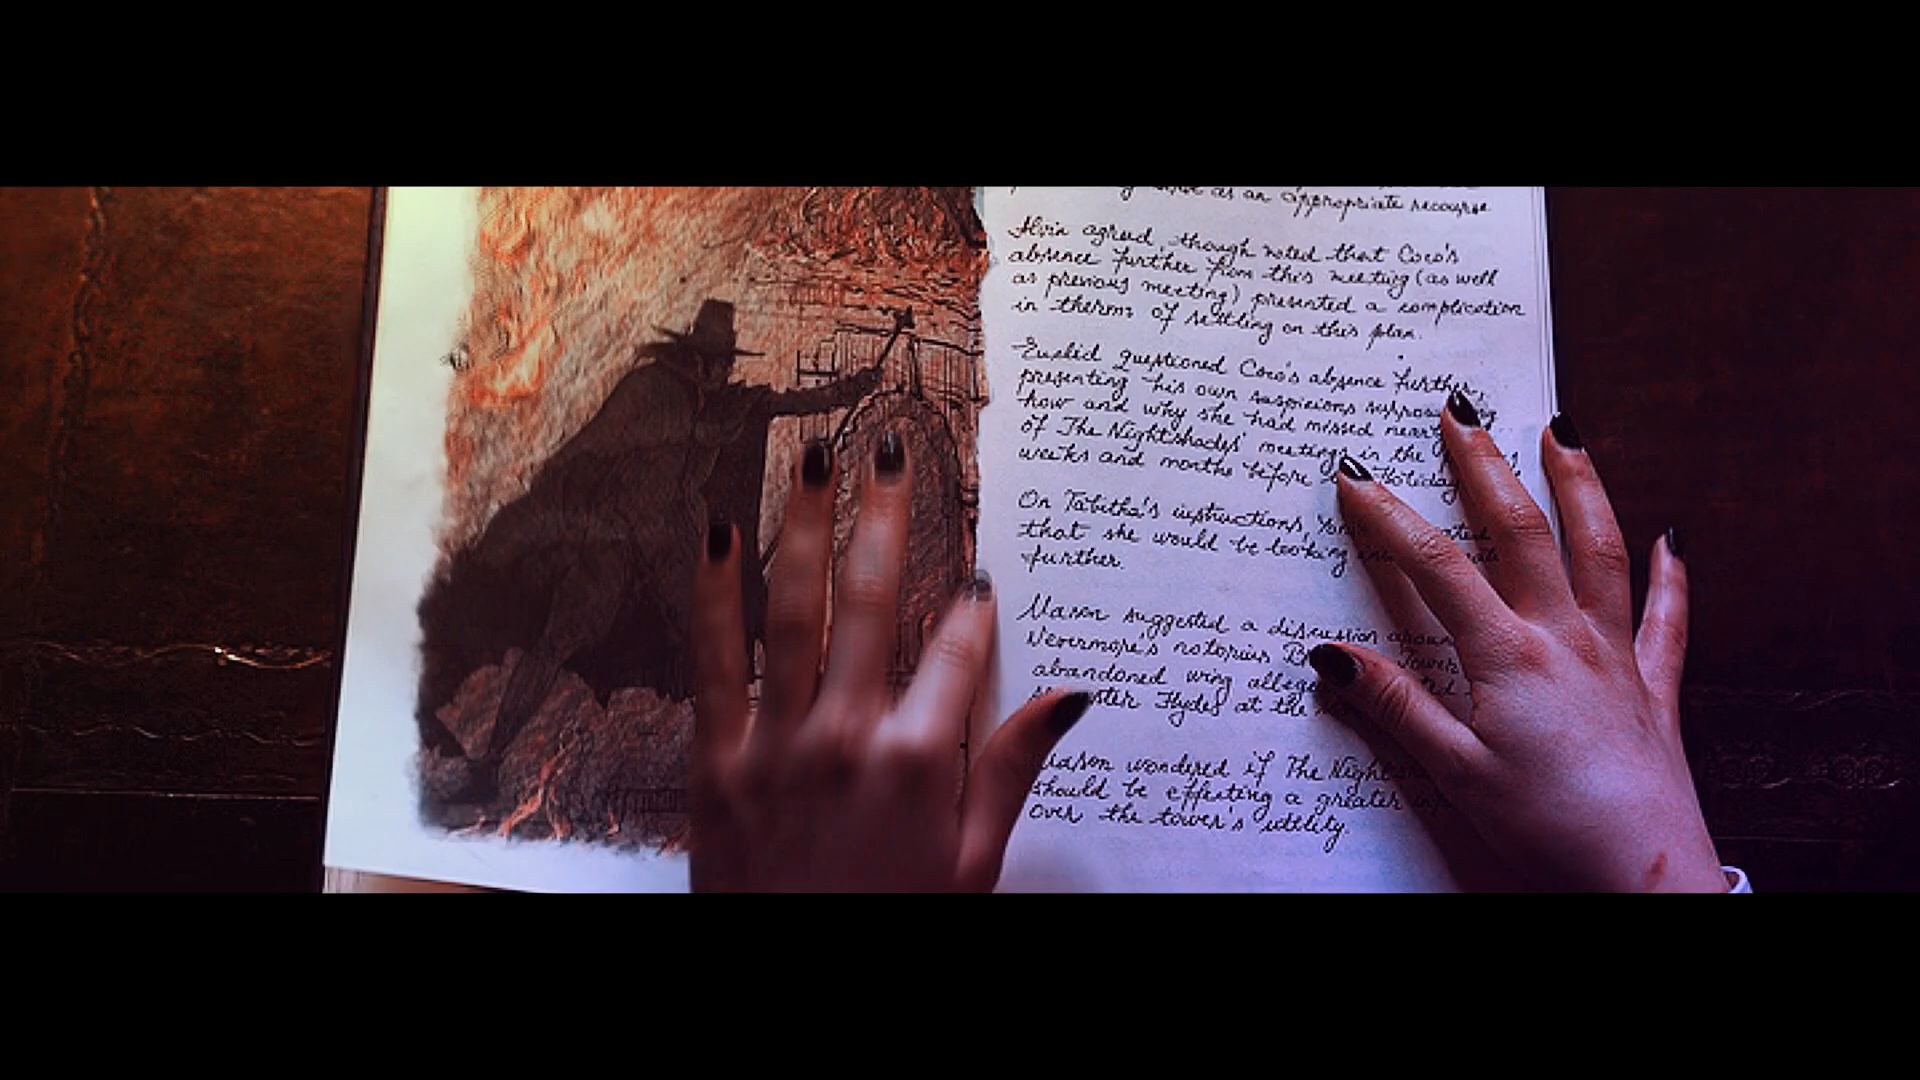 as an appropriate recourse
Alvin agreed, though noted that Coco's
absence further from this meeting (as well
as previous meeting) presented a complication
in therms of settling on this plan.
Euclid questioned Coco's absence further,
presenting his own suspicions
how and why she had missed
of The Nightshades' meetings in the
weeks and months before Holiday
On Tabitha's instructions,
that she would be looking
further.
Mason suggested a discussion
Nevermore's notorius Tower
abandoned wing
Hydes at the
Mason wondered if The
should be effecting a greater
over the tower's utility.